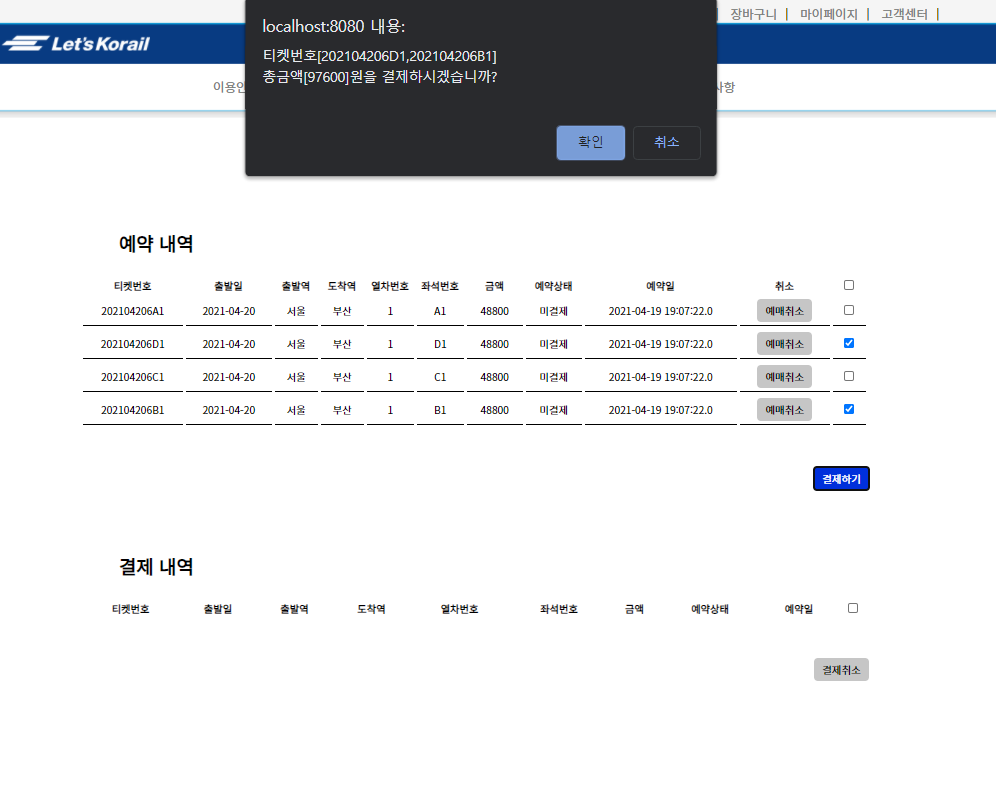 장바구니 | 마이페이지 | 고객센터 |
Let's Korail
이용안
사항
localhost:8080 내용:
티켓번호[202104206D1,202104206B1]
총금액[97600]원을 결제하시겠습니까?
확인 취소
예약 내역
티켓번호 출발일 출발역 도착역 열차번호 좌석번호 금액 예약상태 예약일 취소
202104206A1 2021-04-20 서울 부산 1 A1 48800 미결제 2021-04-19 19:07:22.0 예매취소
202104206D1 2021-04-20 서울 부산 1 D1 48800 미결제 2021-04-19 19:07:22.0 예매취소
202104206C1 2021-04-20 서울 부산 1 C1 48800 미결제 2021-04-19 19:07:22.0 예매취소
202104206B1 2021-04-20 서울 부산 1 B1 48800 미결제 2021-04-19 19:07:22.0 예매취소
결제하기
결제 내역
티켓번호 출발일 출발역 도착역 열차번호 좌석번호 금액 예약상태 예약일
결제취소